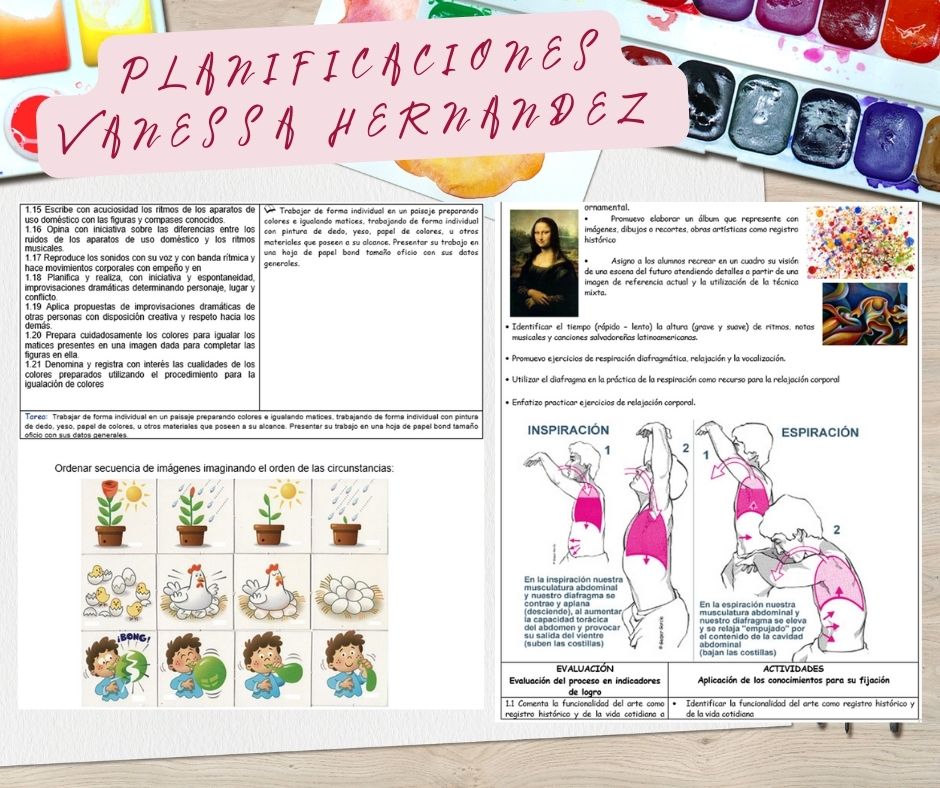 PLANIFICACIONES
VANESSA HERNANDEZ
1.15 Escribe con acuciosidad los ritmos de los aparatos de
uso doméstico con las figuras y compases conocidos.
1.16 Opina con iniciativa sobre las diferencias entre los
ruidos de los aparatos de uso doméstico y los ritmos
musicales.
1.17 Reproduce los sonidos con su voz y con banda rítmica y
hace movimientos corporales con empeño y en
1.18 Planifica y realiza, con iniciativa y espontaneidad,
improvisaciones dramáticas determinando personaje, lugar y
conflicto.
1.19 Aplica propuestas de improvisaciones dramáticas de
otras personas con disposición creativa y respeto hacia los
demás.
1.20 Prepara cuidadosamente los colores para igualar los
matices presentes en una imagen dada para completar las
figuras en ella.
1.21 Denomina y registra con interés las cualidades de los
colores preparados utilizando el procedimiento para la
igualación de colores
Trabajar de forma individual en un paisaje preparando
colores e igualando matices, trabajando de forma individual
con pintura de dedo, yeso, papel de colores, u otros
materiales que poseen a su alcance. Presentar su trabajo en
una hoja de papel bond tamaño oficio con sus datos
generales.
Tarea: Trabajar de forma individual en un paisaje preparando colores e igualando matices, trabajando de forma individual con pintura
de dedo, yeso, papel de colores, u otros materiales que poseen a su alcance. Presentar su trabajo en una hoja de papel bond tamaño
oficio con sus datos generales.
Ordenar secuencia de imágenes imaginando el orden de las circunstancias:
¡BONG!
ornamental.
• Promuevo elaborar un álbum que represente con
imágenes, dibujos o recortes, obras artísticas como registro
histórico
• Asigno a los alumnos recrear en un cuadro su visión
de una escena del futuro atendiendo detalles a partir de una
imagen de referencia actual y la utilización de la técnica
mixta.
• Identificar el tiempo (rápido - lento) la altura (grave y suave) de ritmos, notas
musicales y canciones salvadoreñas latinoamericanas.
• Promuevo ejercicios de respiración diafragmática, relajación y la vocalización.
• Utilizar el diafragma en la práctica de la respiración como recurso para la relajación corporal
• Enfatizo practicar ejercicios de relajación corporal.
INSPIRACIÓN
1
2
En la inspiración nuestra
musculatura abdominal
y nuestro diafragma se
contrae y aplana
(desciende), al aumentar
la capacidad torácica
del abdomen y provocar
su salida del vientre
(suben las costillas)
ESPIRACIÓN
1
2
En la espiración nuestra
musculatura abdominal y
nuestro diafragma se eleva
y se relaja "empujado" por
el contenido de la cavidad
abdominal
(bajan las costillas)
EVALUACIÓN
Evaluación del proceso en indicadores
de logro
ACTIVIDADES
Aplicación de los conocimientos para su fijación
1.1 Comenta la funcionalidad del arte como
registro histórico y de la vida cotidiana a
• Identificar la funcionalidad del arte como registro histórico y
de la vida cotidiana